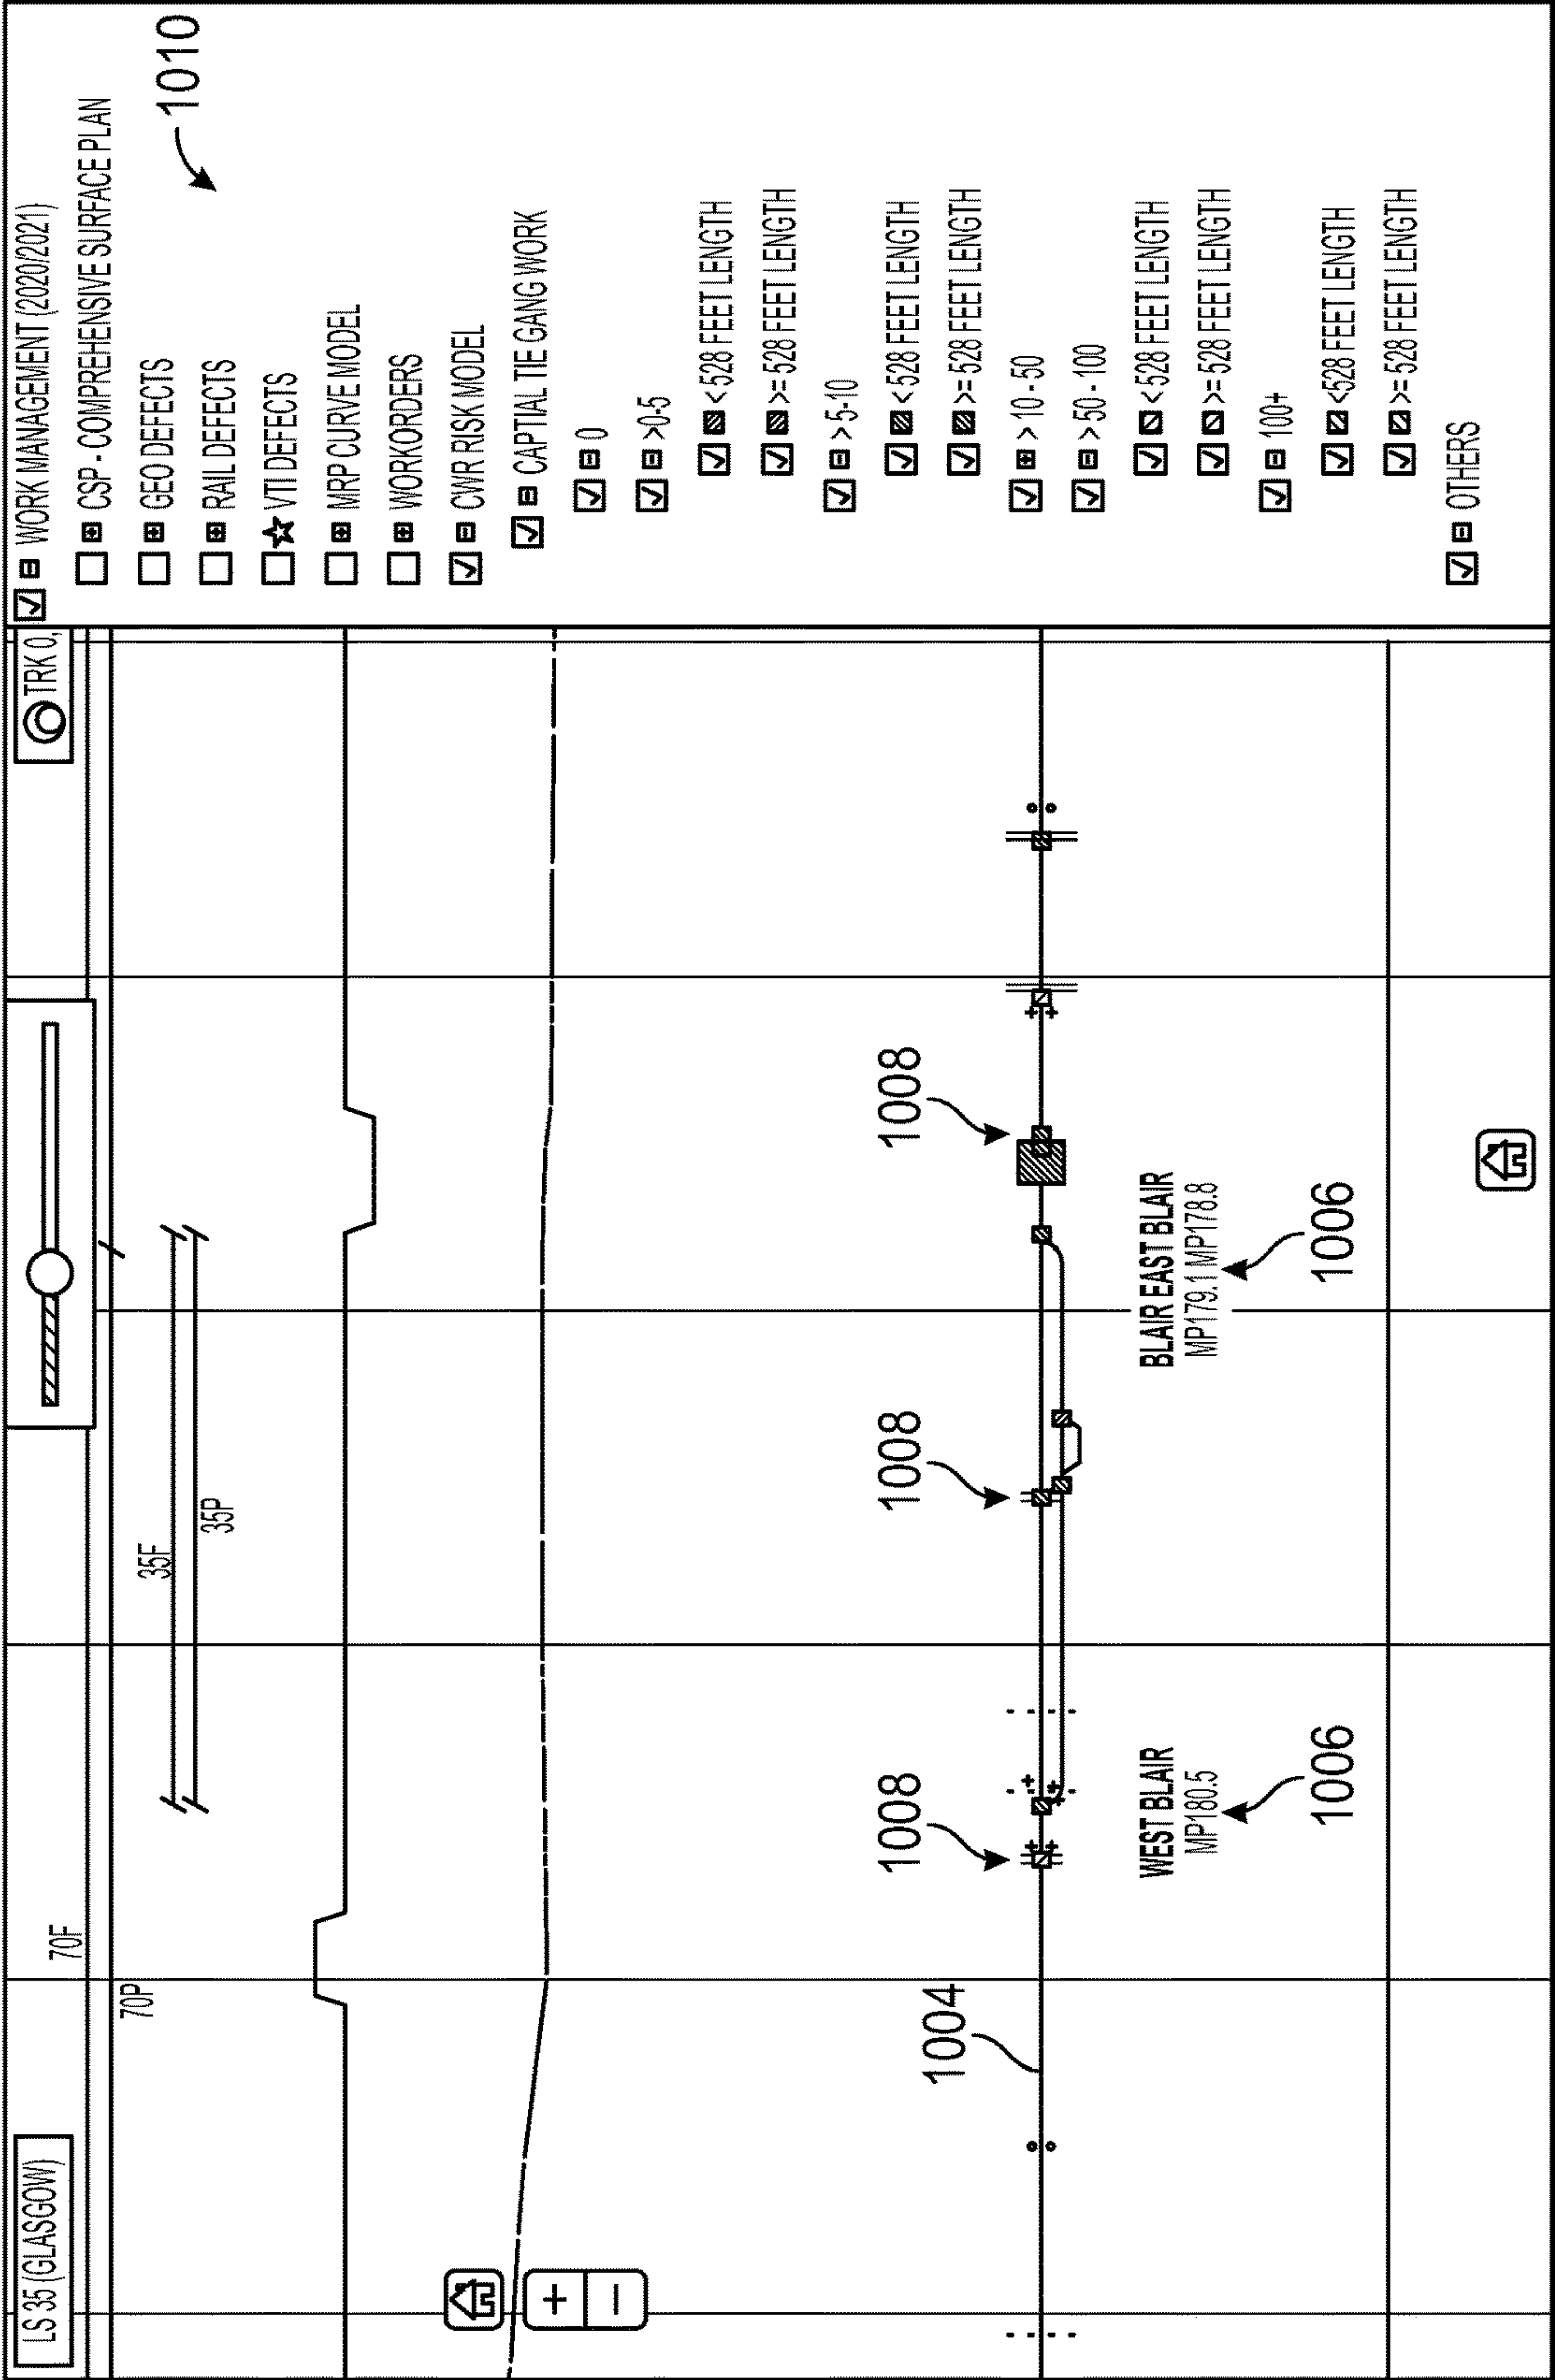 LS 35 (GLASGOW)
TRK 0,
70F
70P
35F
35P
1004
1008
1008
1008
WEST BLAIR
MP180.5
1006
BLAIR EAST BLAIR
MP179.1 MP178.8
1006
WORK MANAGEMENT (2020/2021)
CSP - COMPREHENSIVE SURFACE PLAN
GEO DEFECTS
1010
RAIL DEFECTS
VTI DEFECTS
MRP CURVE MODEL
WORKORDERS
CWR RISK MODEL
CAPTIAL TIE GANG WORK
0
>0-5
< 528 FEET LENGTH
>= 528 FEET LENGTH
> 5-10
< 528 FEET LENGTH
>= 528 FEET LENGTH
> 10 - 50
> 50 - 100
< 528 FEET LENGTH
>= 528 FEET LENGTH
100+
<528 FEET LENGTH
>= 528 FEET LENGTH
OTHERS